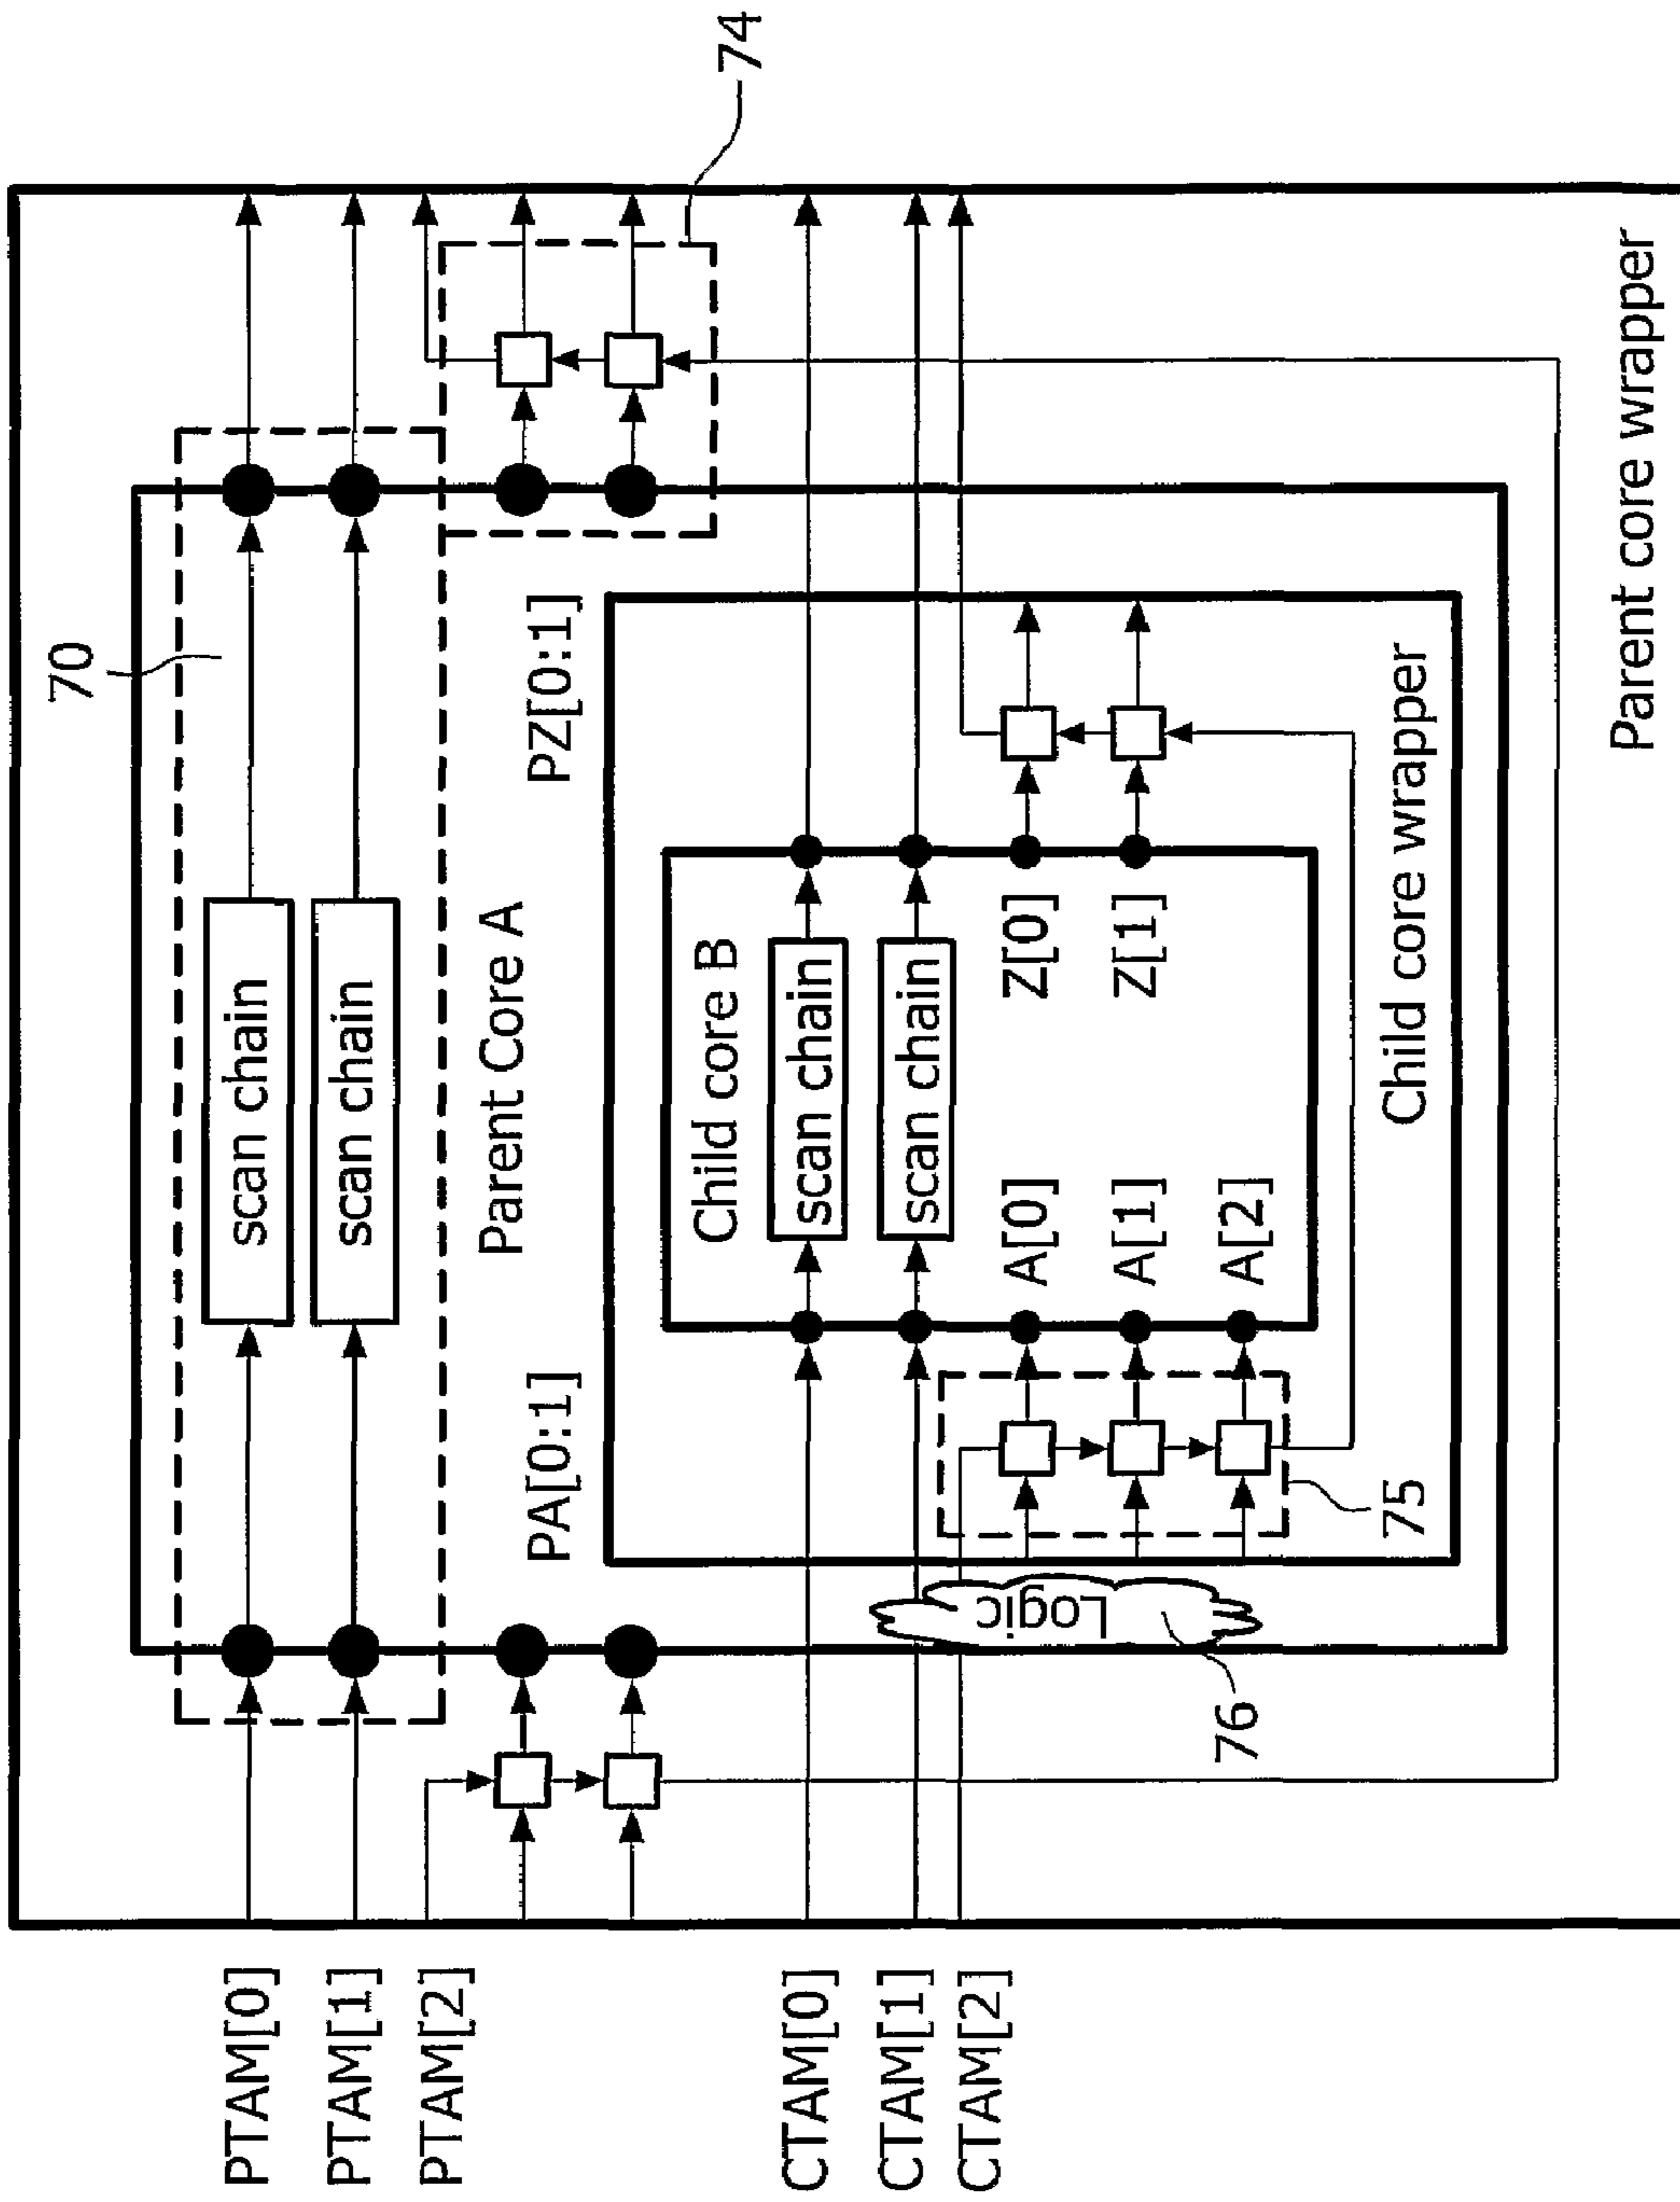 PTAM[0]
PTAM[1]
PTAM[2]
CTAM[0]
CTAM[1]
CTAM[2]
70
74
scan chain
scan chain
Parent Core A
PA[0:1]
PZ[0:1]
Child core B
scan chain
scan chain
A[0]
A[1]
A[2]
Z[0]
Z[1]
Logic
75
76
Child core wrapper
Parent core wrapper